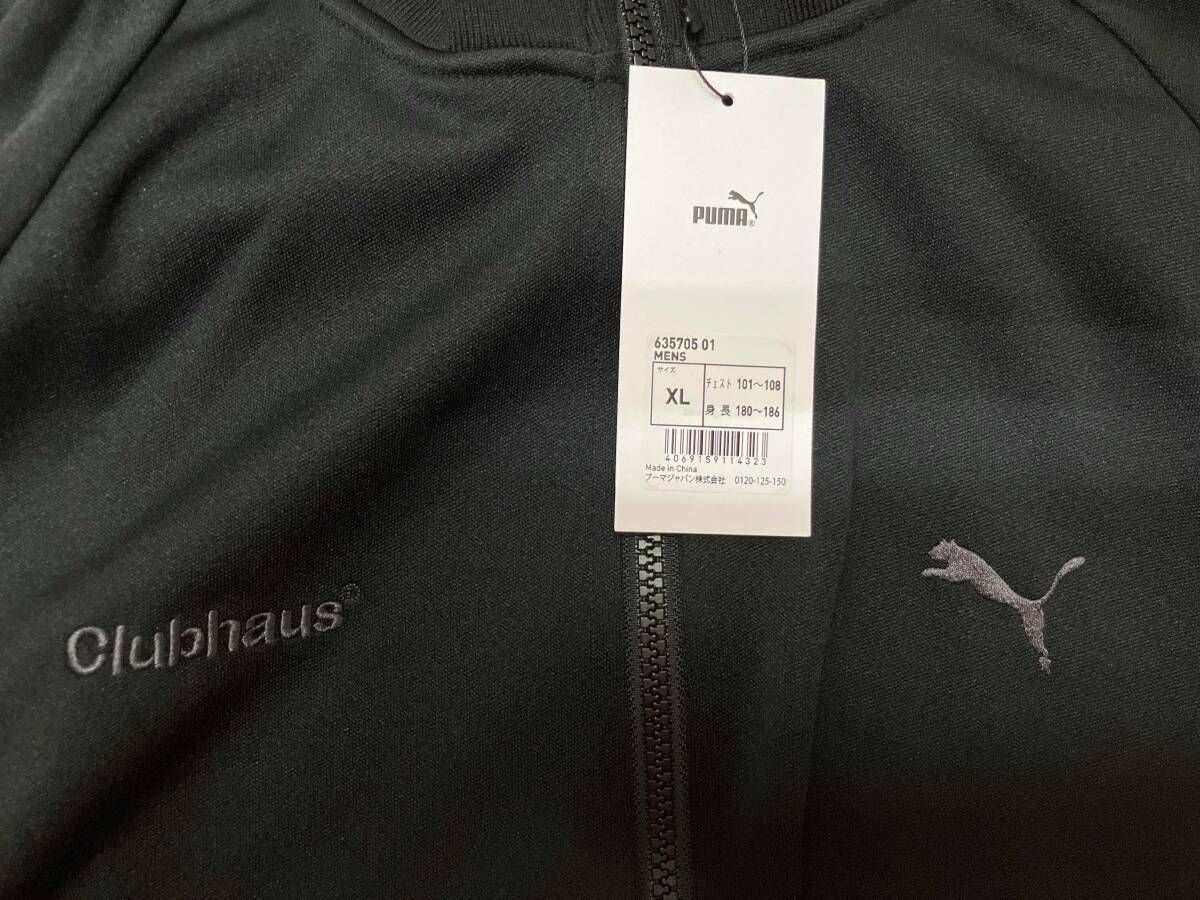 PUMA®
635705 01
MENS
サイズ
XL
チェスト 101～108
身長 180～186
4069159114323
Made in China
プーマジャパン株式会社 0120-125-150
Clubhaus